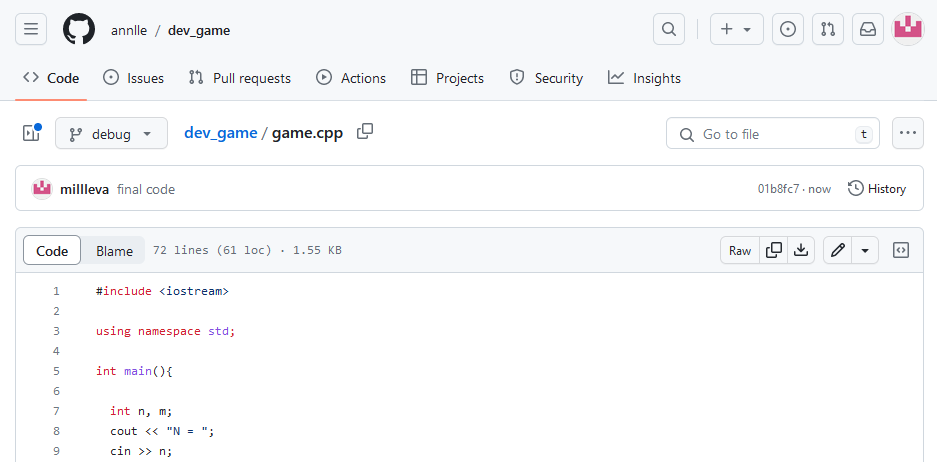 annlle / dev_game
Code Issues Pull requests Actions Projects Security Insights
debug dev_game / game.cpp Go to file t
millleva final code 01b8fc7 · now History
Code Blame 72 lines (61 loc) · 1.55 KB Raw
1 #include <iostream>
2
3 using namespace std;
4
5 int main(){
6
7 int n, m;
8 cout << "N = ";
9 cin >> n;